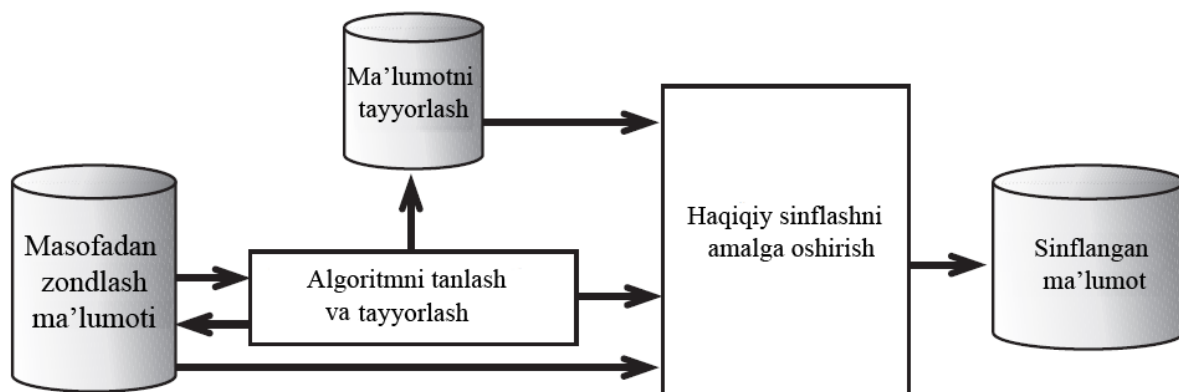 Ma’lumotni
tayyorlash
Masofadan
zondlash
ma’lumoti
Algoritmni tanlash
va tayyorlash
Haqiqiy sinflashni
amalga oshirish
Sinflangan
ma’lumot